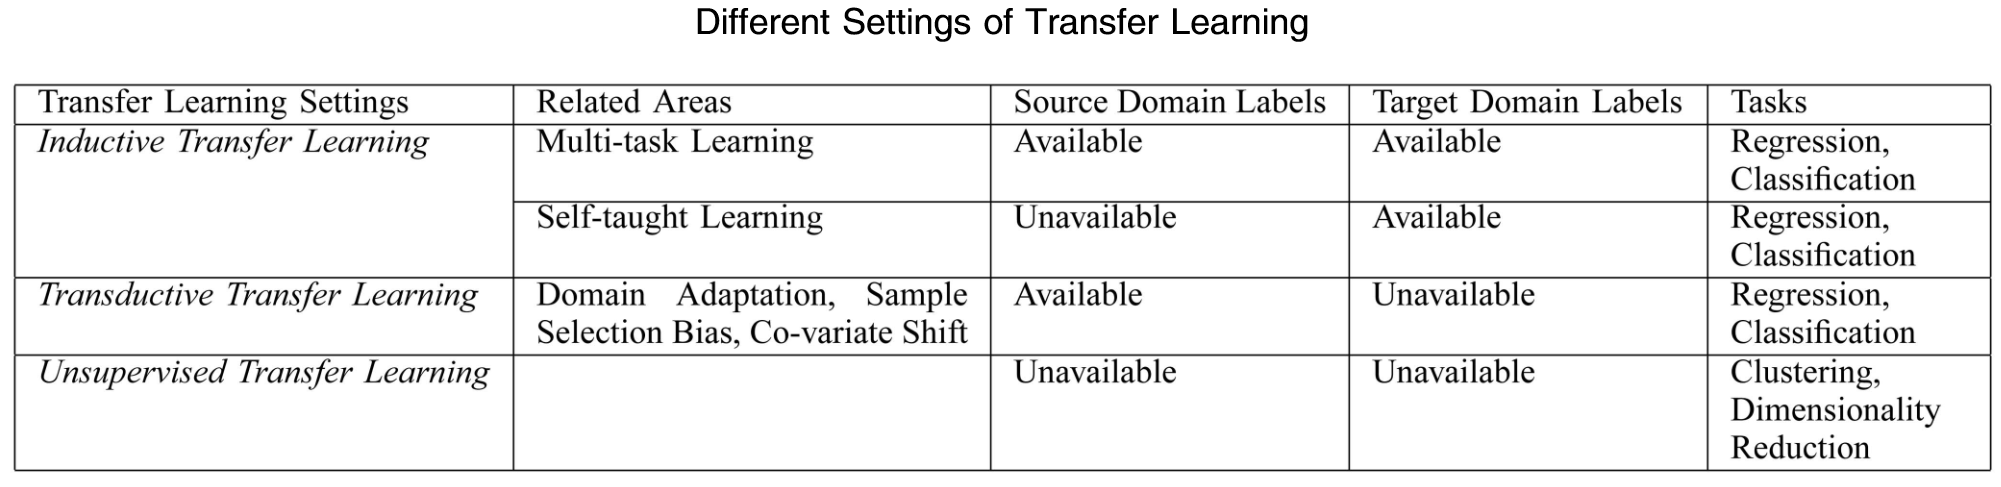 Different Settings of Transfer Learning
Transfer Learning Settings Related Areas Source Domain Labels Target Domain Labels Tasks
Inductive Transfer Learning Multi-task Learning Available Available Regression,
Classification
Self-taught Learning Unavailable Available Regression,
Classification
Transductive Transfer Learning Domain Adaptation, Sample Available Unavailable Regression,
Selection Bias, Co-variate Shift Classification
Unsupervised Transfer Learning Unavailable Unavailable Clustering,
Dimensionality
Reduction